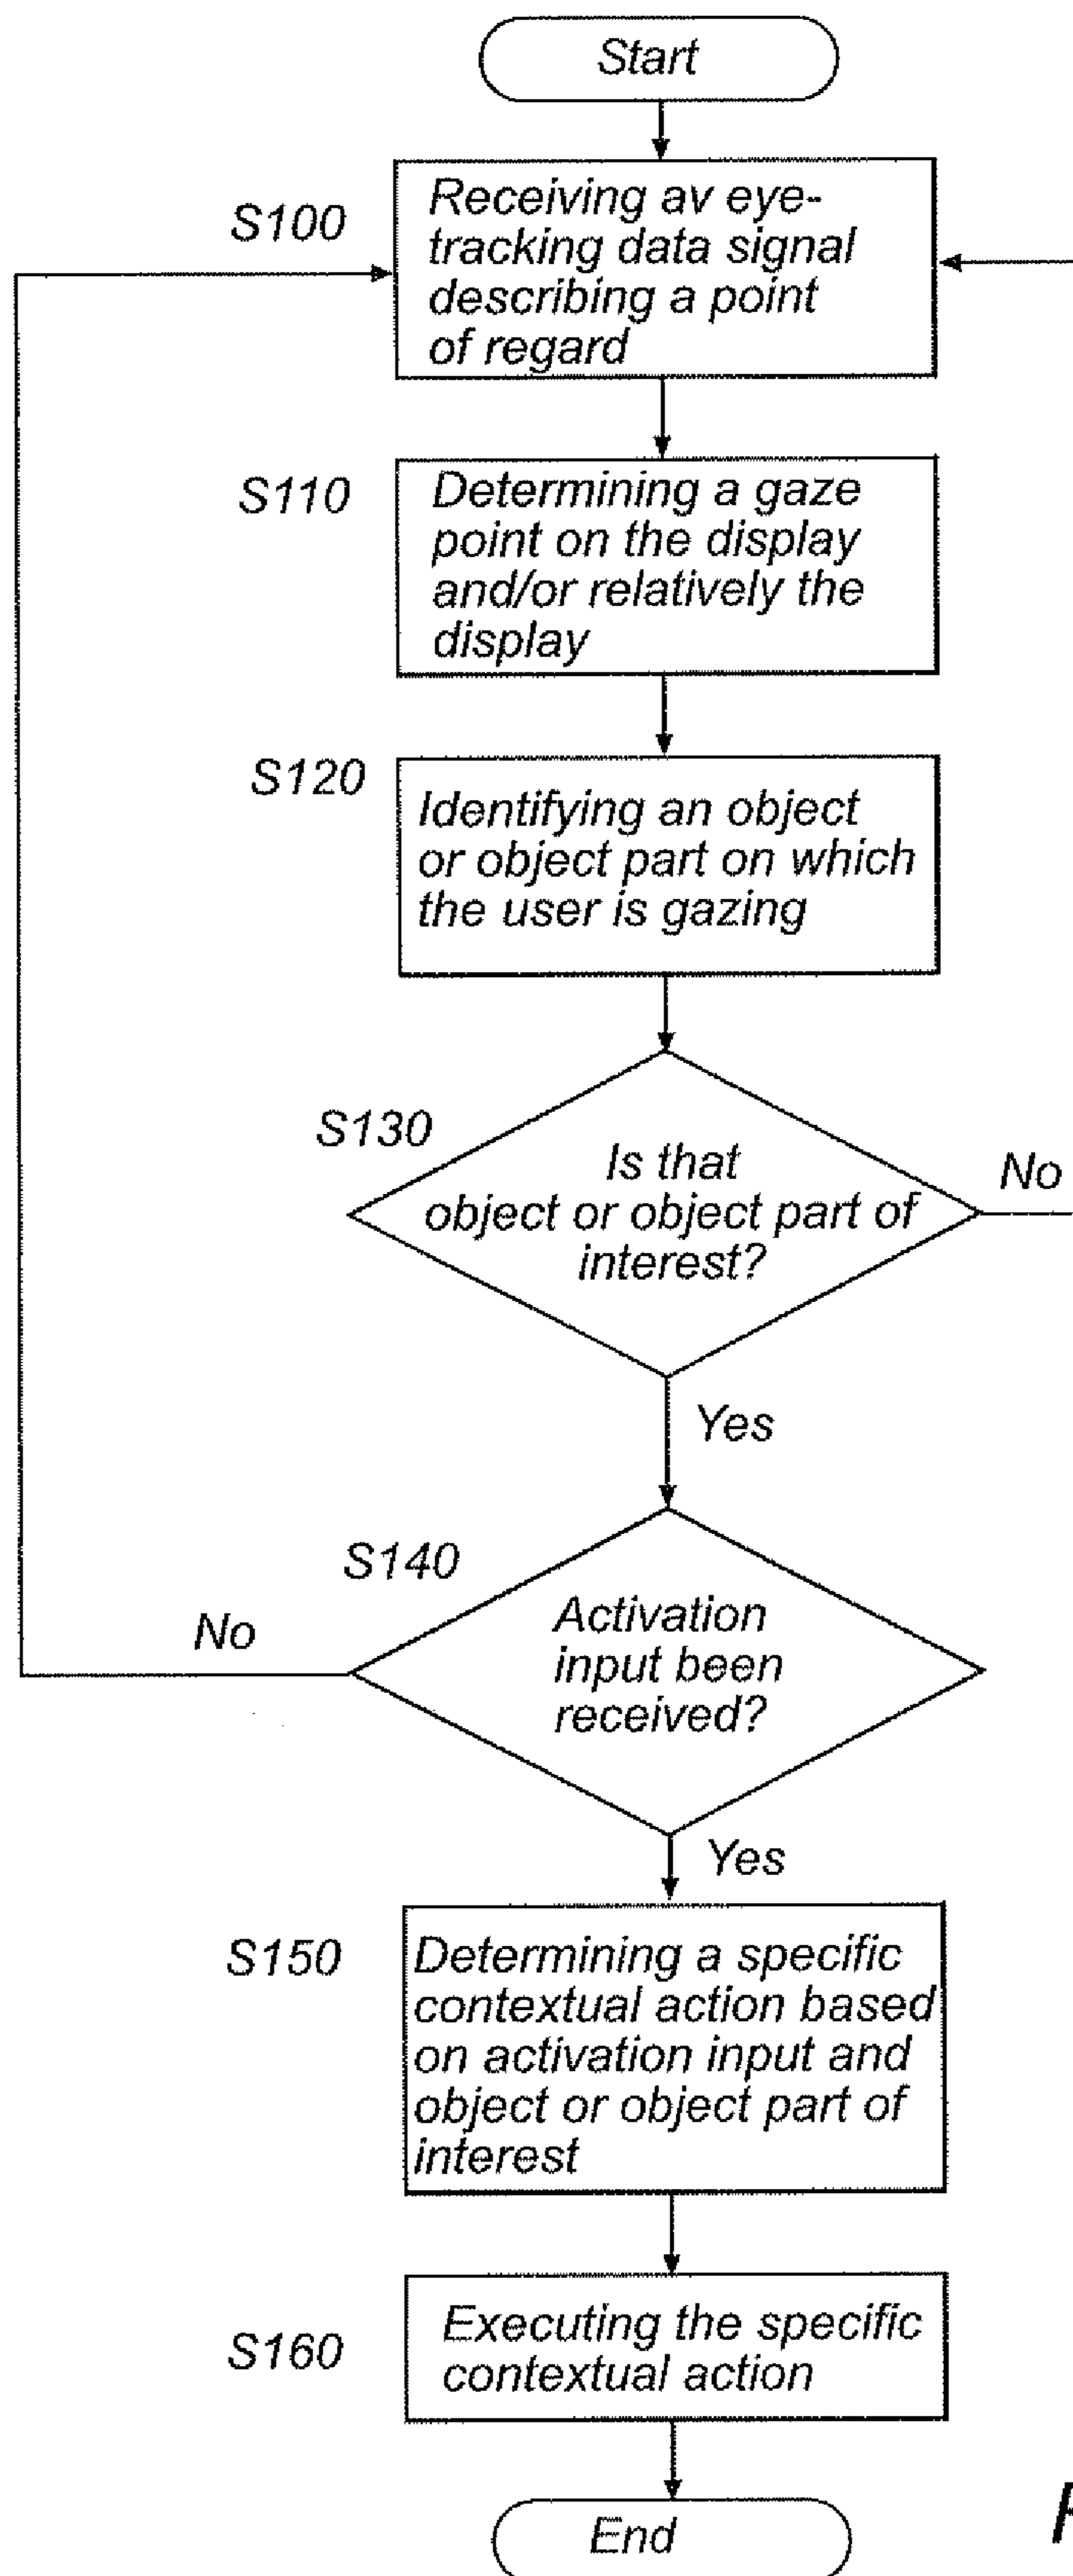 Start
S100
Receiving av eye-
tracking data signal
describing a point
of regard
S110
Determining a gaze
point on the display
and/or relatively the
display
S120
Identifying an object
or object part on which
the user is gazing
S130
Is that
object or object part of
interest?
No
Yes
S140
Activation
input been
received?
No
Yes
S150
Determining a specific
contextual action based
on activation input and
object or object part of
interest
S160
Executing the specific
contextual action
End